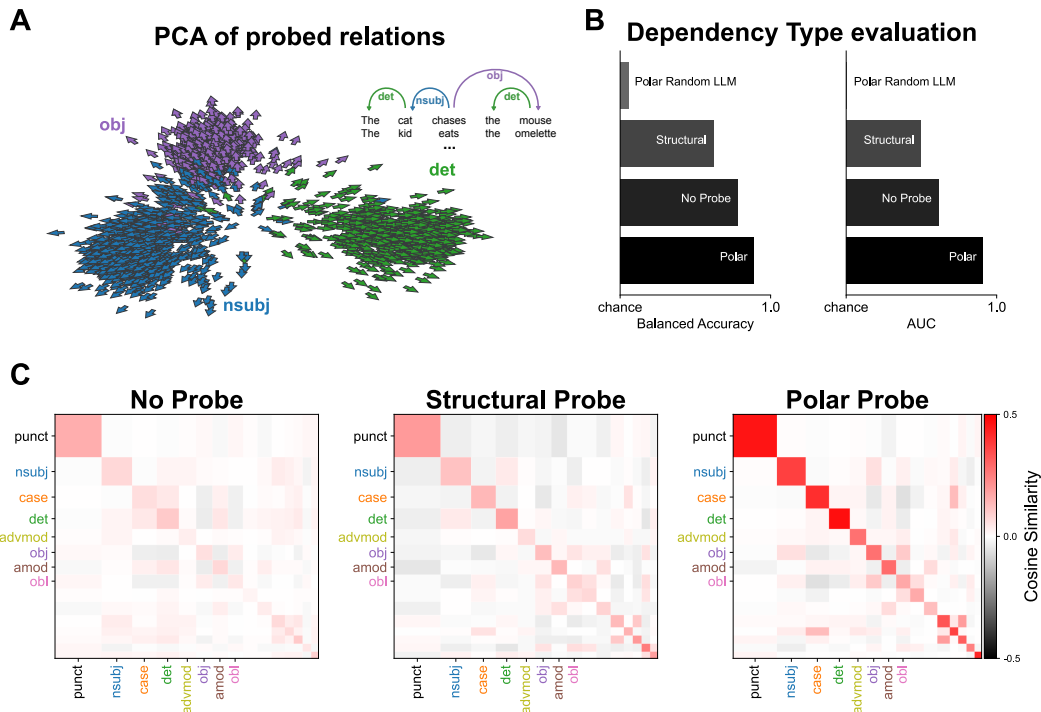 A
PCA of probed relations
obj
det
nsubj
obj
det
The cat chases the mouse
The kid eats the omelette
...
det
nsubj
B
Dependency Type evaluation
Polar Random LLM
Structural
No Probe
Polar
chance
1.0
Balanced Accuracy
Polar Random LLM
Structural
No Probe
Polar
chance
1.0
AUC
C
No Probe
punct
nsubj
case
det
advmod
obj
amod
obl
punct
nsubj
case
det
advmod
obj
amod
obl
Structural Probe
punct
nsubj
case
det
advmod
obj
amod
obl
punct
nsubj
case
det
advmod
obj
amod
obl
Polar Probe
punct
nsubj
case
det
advmod
obj
amod
obl
punct
nsubj
case
det
advmod
obj
amod
obl
0.5
0.0
-0.5
Cosine Similarity